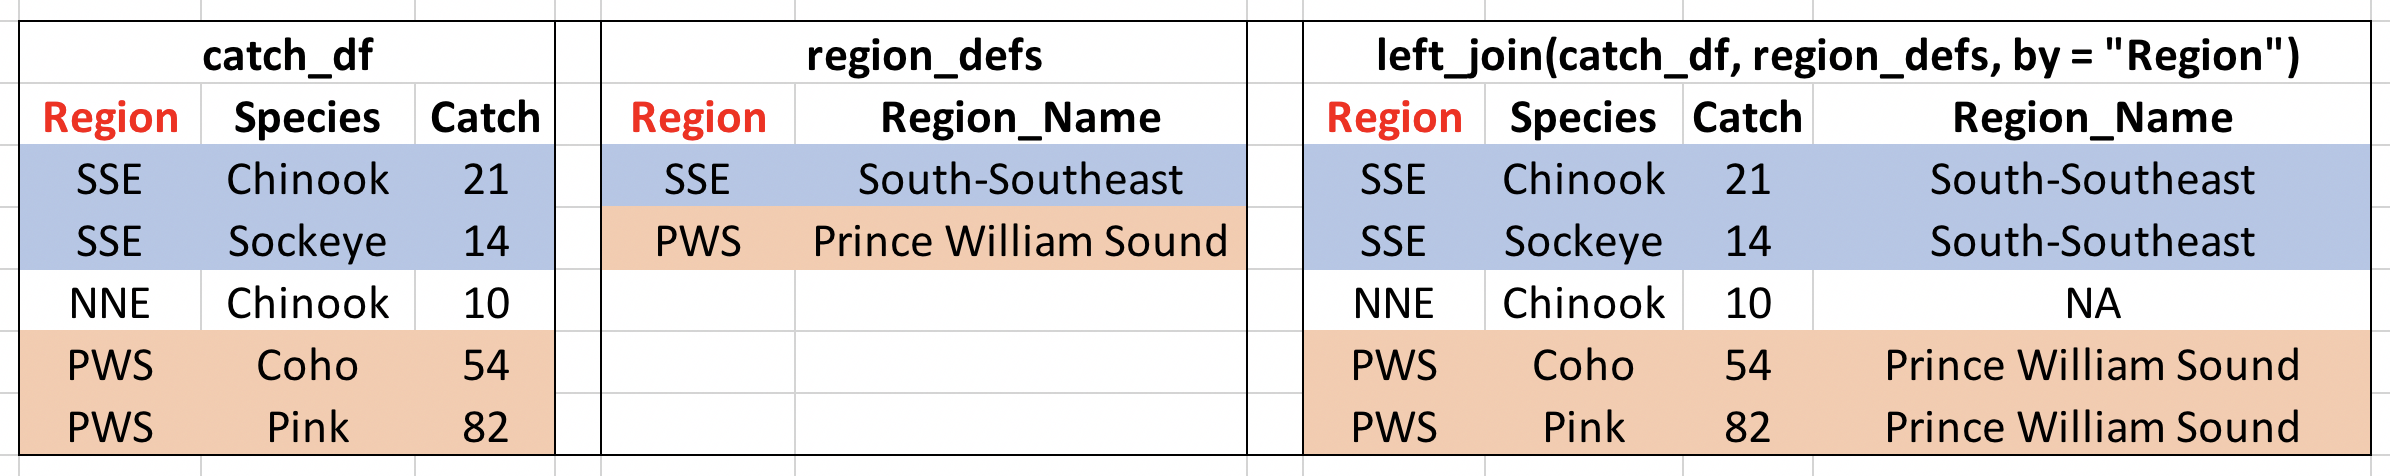 catch_df region_defs left_join(catch_df, region_defs, by = "Region")
Region Species Catch Region Region_Name Region Species Catch Region_Name
SSE Chinook 21 SSE South-Southeast SSE Chinook 21 South-Southeast
SSE Sockeye 14 PWS Prince William Sound SSE Sockeye 14 South-Southeast
NNE Chinook 10 NNE Chinook 10 NA
PWS Coho 54 PWS Coho 54 Prince William Sound
PWS Pink 82 PWS Pink 82 Prince William Sound